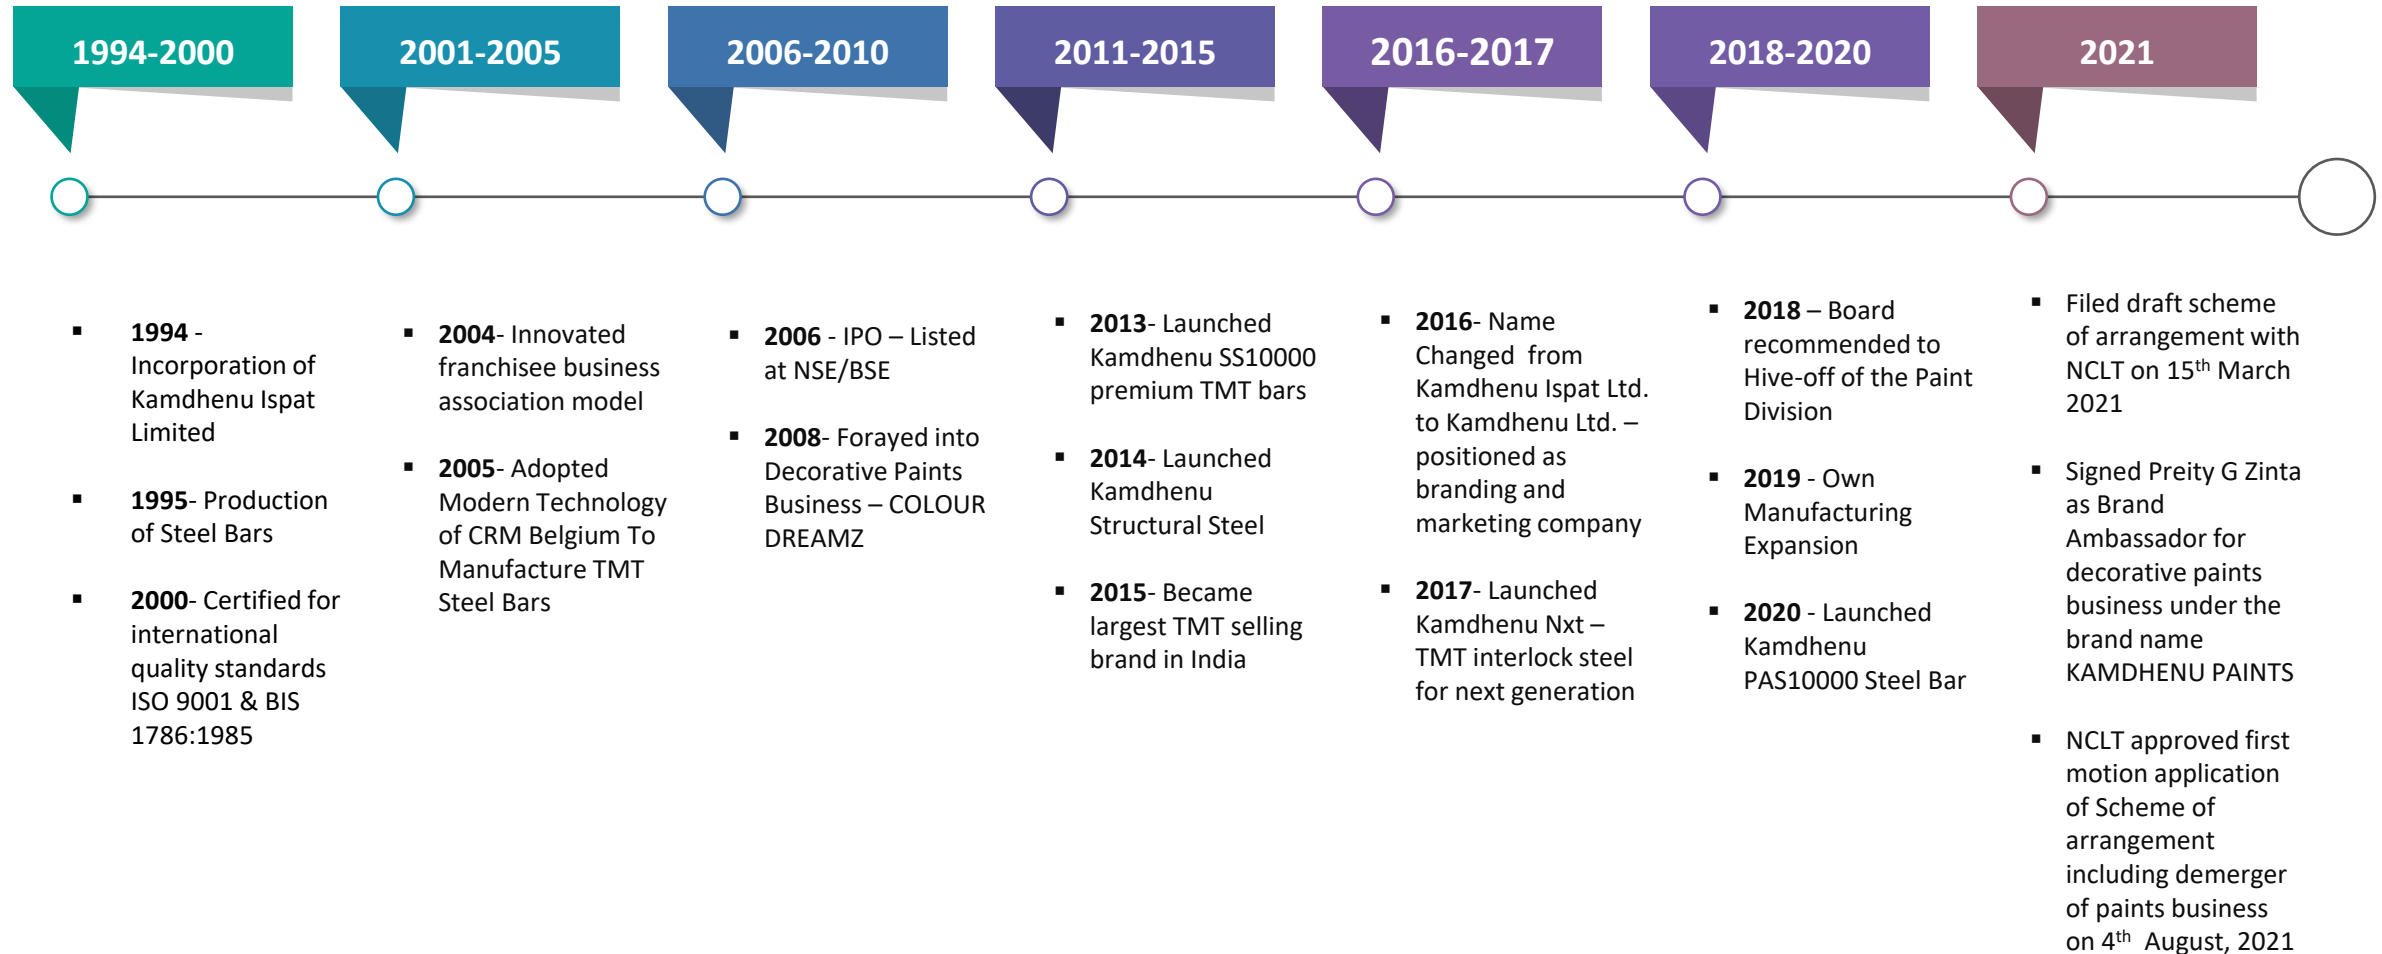 1994-2000
2001-2005
2006-2010
2011-2015
2016-2017
2018-2020
2021
▪ 1994 -
Incorporation of
Kamdhenu Ispat
Limited
▪ 1995- Production
of Steel Bars
▪ 2000- Certified for
international
quality standards
ISO 9001 & BIS
1786:1985
▪ 2004- Innovated
franchisee business
association model
▪ 2005- Adopted
Modern Technology
of CRM Belgium To
Manufacture TMT
Steel Bars
▪ 2006 - IPO – Listed
at NSE/BSE
▪ 2008- Forayed into
Decorative Paints
Business – COLOUR
DREAMZ
▪ 2013- Launched
Kamdhenu SS10000
premium TMT bars
▪ 2014- Launched
Kamdhenu
Structural Steel
▪ 2015- Became
largest TMT selling
brand in India
▪ 2016- Name
Changed from
Kamdhenu Ispat Ltd.
to Kamdhenu Ltd. –
positioned as
branding and
marketing company
▪ 2017- Launched
Kamdhenu Nxt –
TMT interlock steel
for next generation
▪ 2018 – Board
recommended to
Hive-off of the Paint
Division
▪ 2019 - Own
Manufacturing
Expansion
▪ 2020 - Launched
Kamdhenu
PAS10000 Steel Bar
▪ Filed draft scheme
of arrangement with
NCLT on 15th March
2021
▪ Signed Preity G Zinta
as Brand
Ambassador for
decorative paints
business under the
brand name
KAMDHENU PAINTS
▪ NCLT approved first
motion application
of Scheme of
arrangement
including demerger
of paints business
on 4th August, 2021